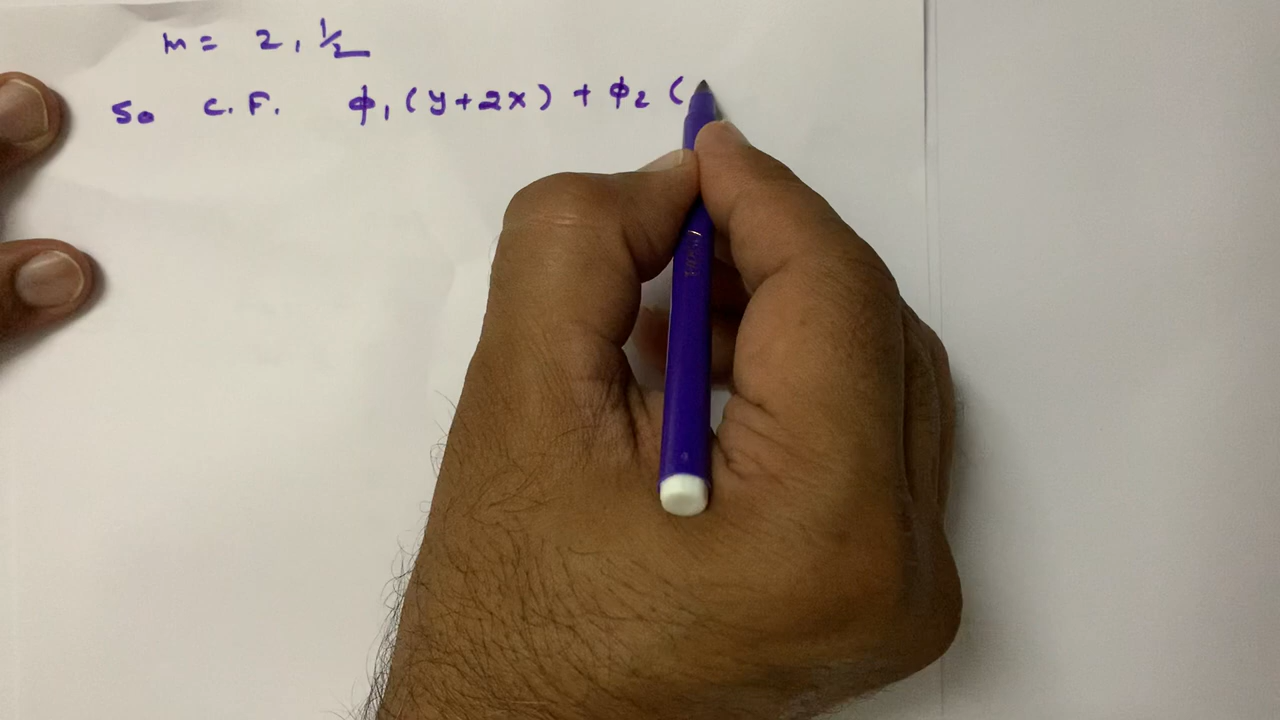 m = 2, 1/2
So C.F. ϕ₁(y+2x) + ϕ₂(